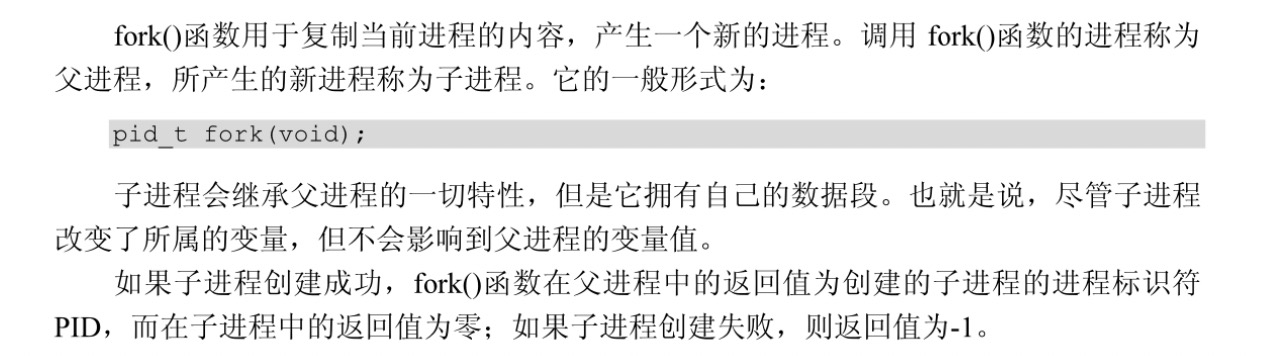 fork()函数用于复制当前进程的内容，产生一个新的进程。调用 fork()函数的进程称为
父进程，所产生的新进程称为子进程。它的一般形式为：
pid_t fork(void);
子进程会继承父进程的一切特性，但是它拥有自己的数据段。也就是说，尽管子进程
改变了所属的变量，但不会影响到父进程的变量值。
如果子进程创建成功，fork()函数在父进程中的返回值为创建的子进程的进程标识符
PID，而在子进程中的返回值为零；如果子进程创建失败，则返回值为-1。